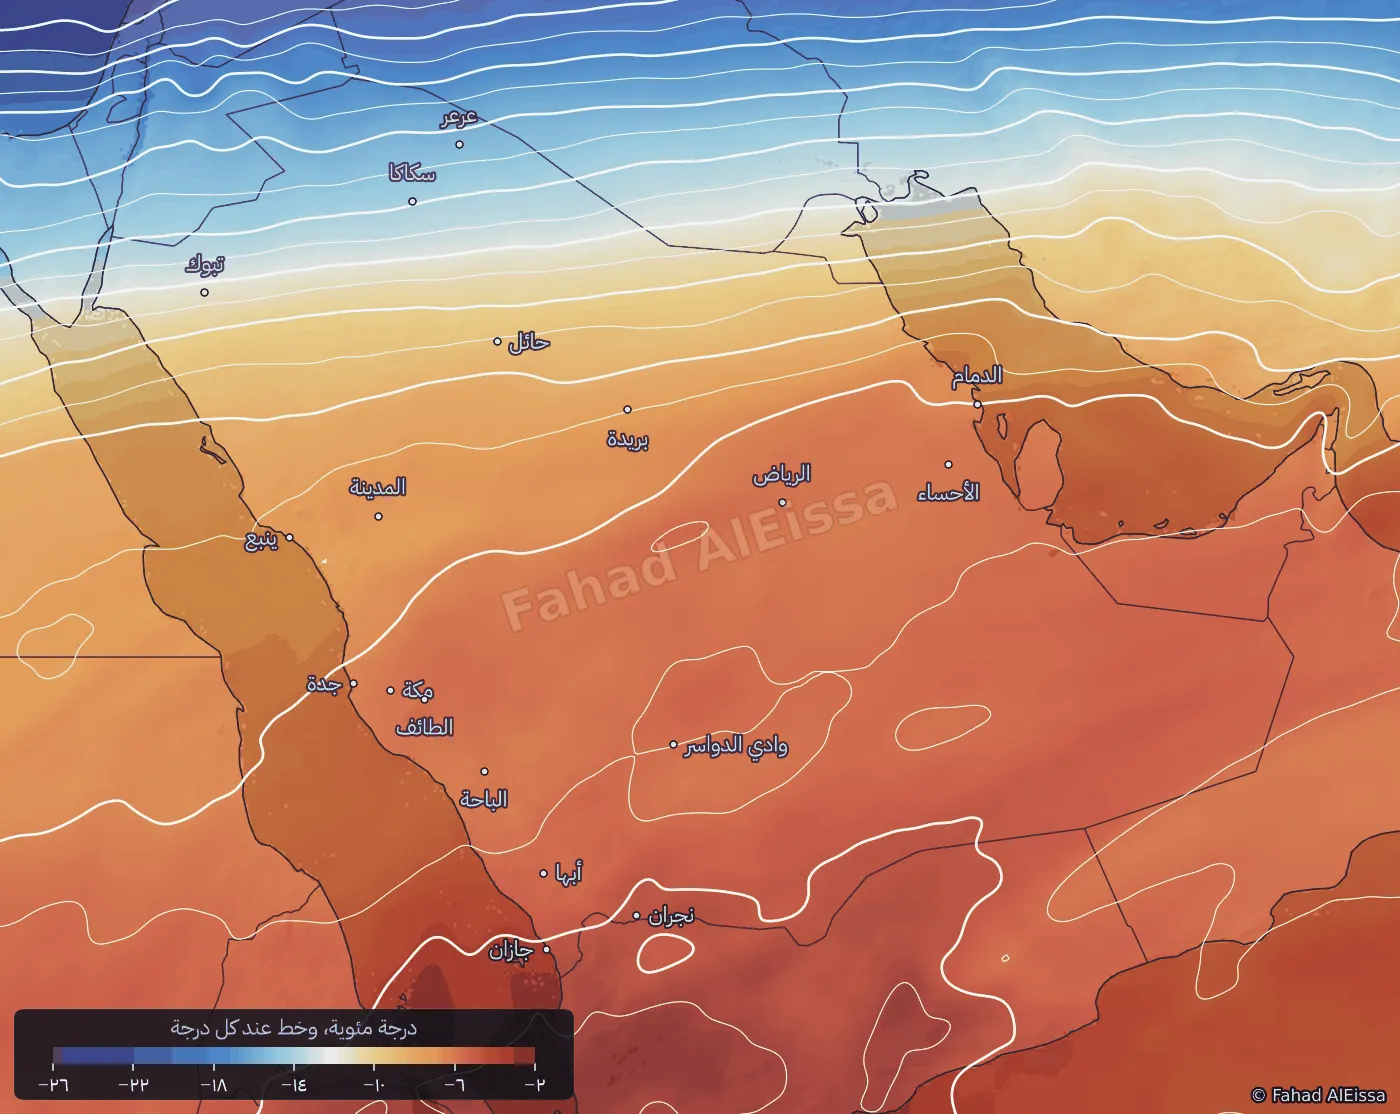 عرعر
سكاكا
تبوك
حائل
الدمام
بريدة
الرياض
الأحساء
المدينة
ينبع
Fahad AlEissa
جدة
مكة
الطائف
وادي الدواسر
الباحة
أبها
نجران
جازان
درجة مئوية، وخط عند كل درجة
−٢٦ −٢٢ −١٨ −١٤ −١٠ −٦ −٢
© Fahad AlEissa